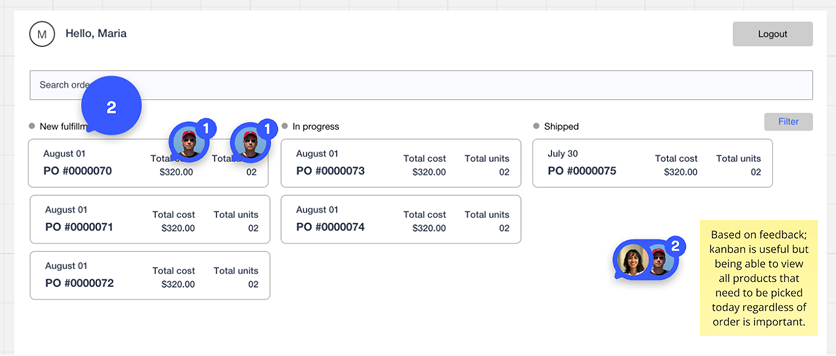 M
Hello, Maria
Logout
Search
2
New
1
1
In progress
Shipped
Filter
August 01
Total cost
Total units
PO #0000070
$320.00
02
August 01
Total cost
Total units
PO #0000073
$320.00
02
July 30
Total cost
Total units
PO #0000075
$320.00
02
August 01
Total cost
Total units
PO #0000071
$320.00
02
August 01
Total cost
Total units
PO #0000074
$320.00
02
August 01
Total cost
Total units
PO #0000072
$320.00
02
2
Based on feedback;
kanban is useful but
being able to view
all products that
need to be picked
today regardless of
order is important.